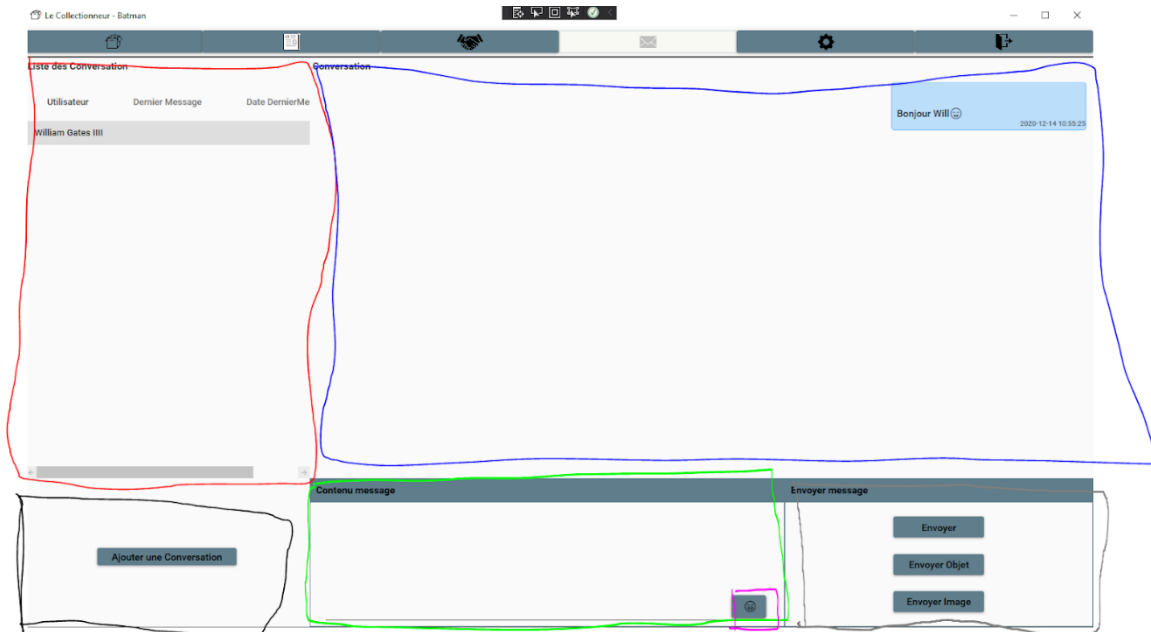 Le Collectionneur - Batman
Liste des Conversation
Conversation
Utilisateur Dernier Message Date DernierMe
William Gates IIII
Bonjour Will
2020-12-14 10:55:25
Contenu message
Envoyer message
Ajouter une Conversation
Envoyer
Envoyer Objet
Envoyer Image